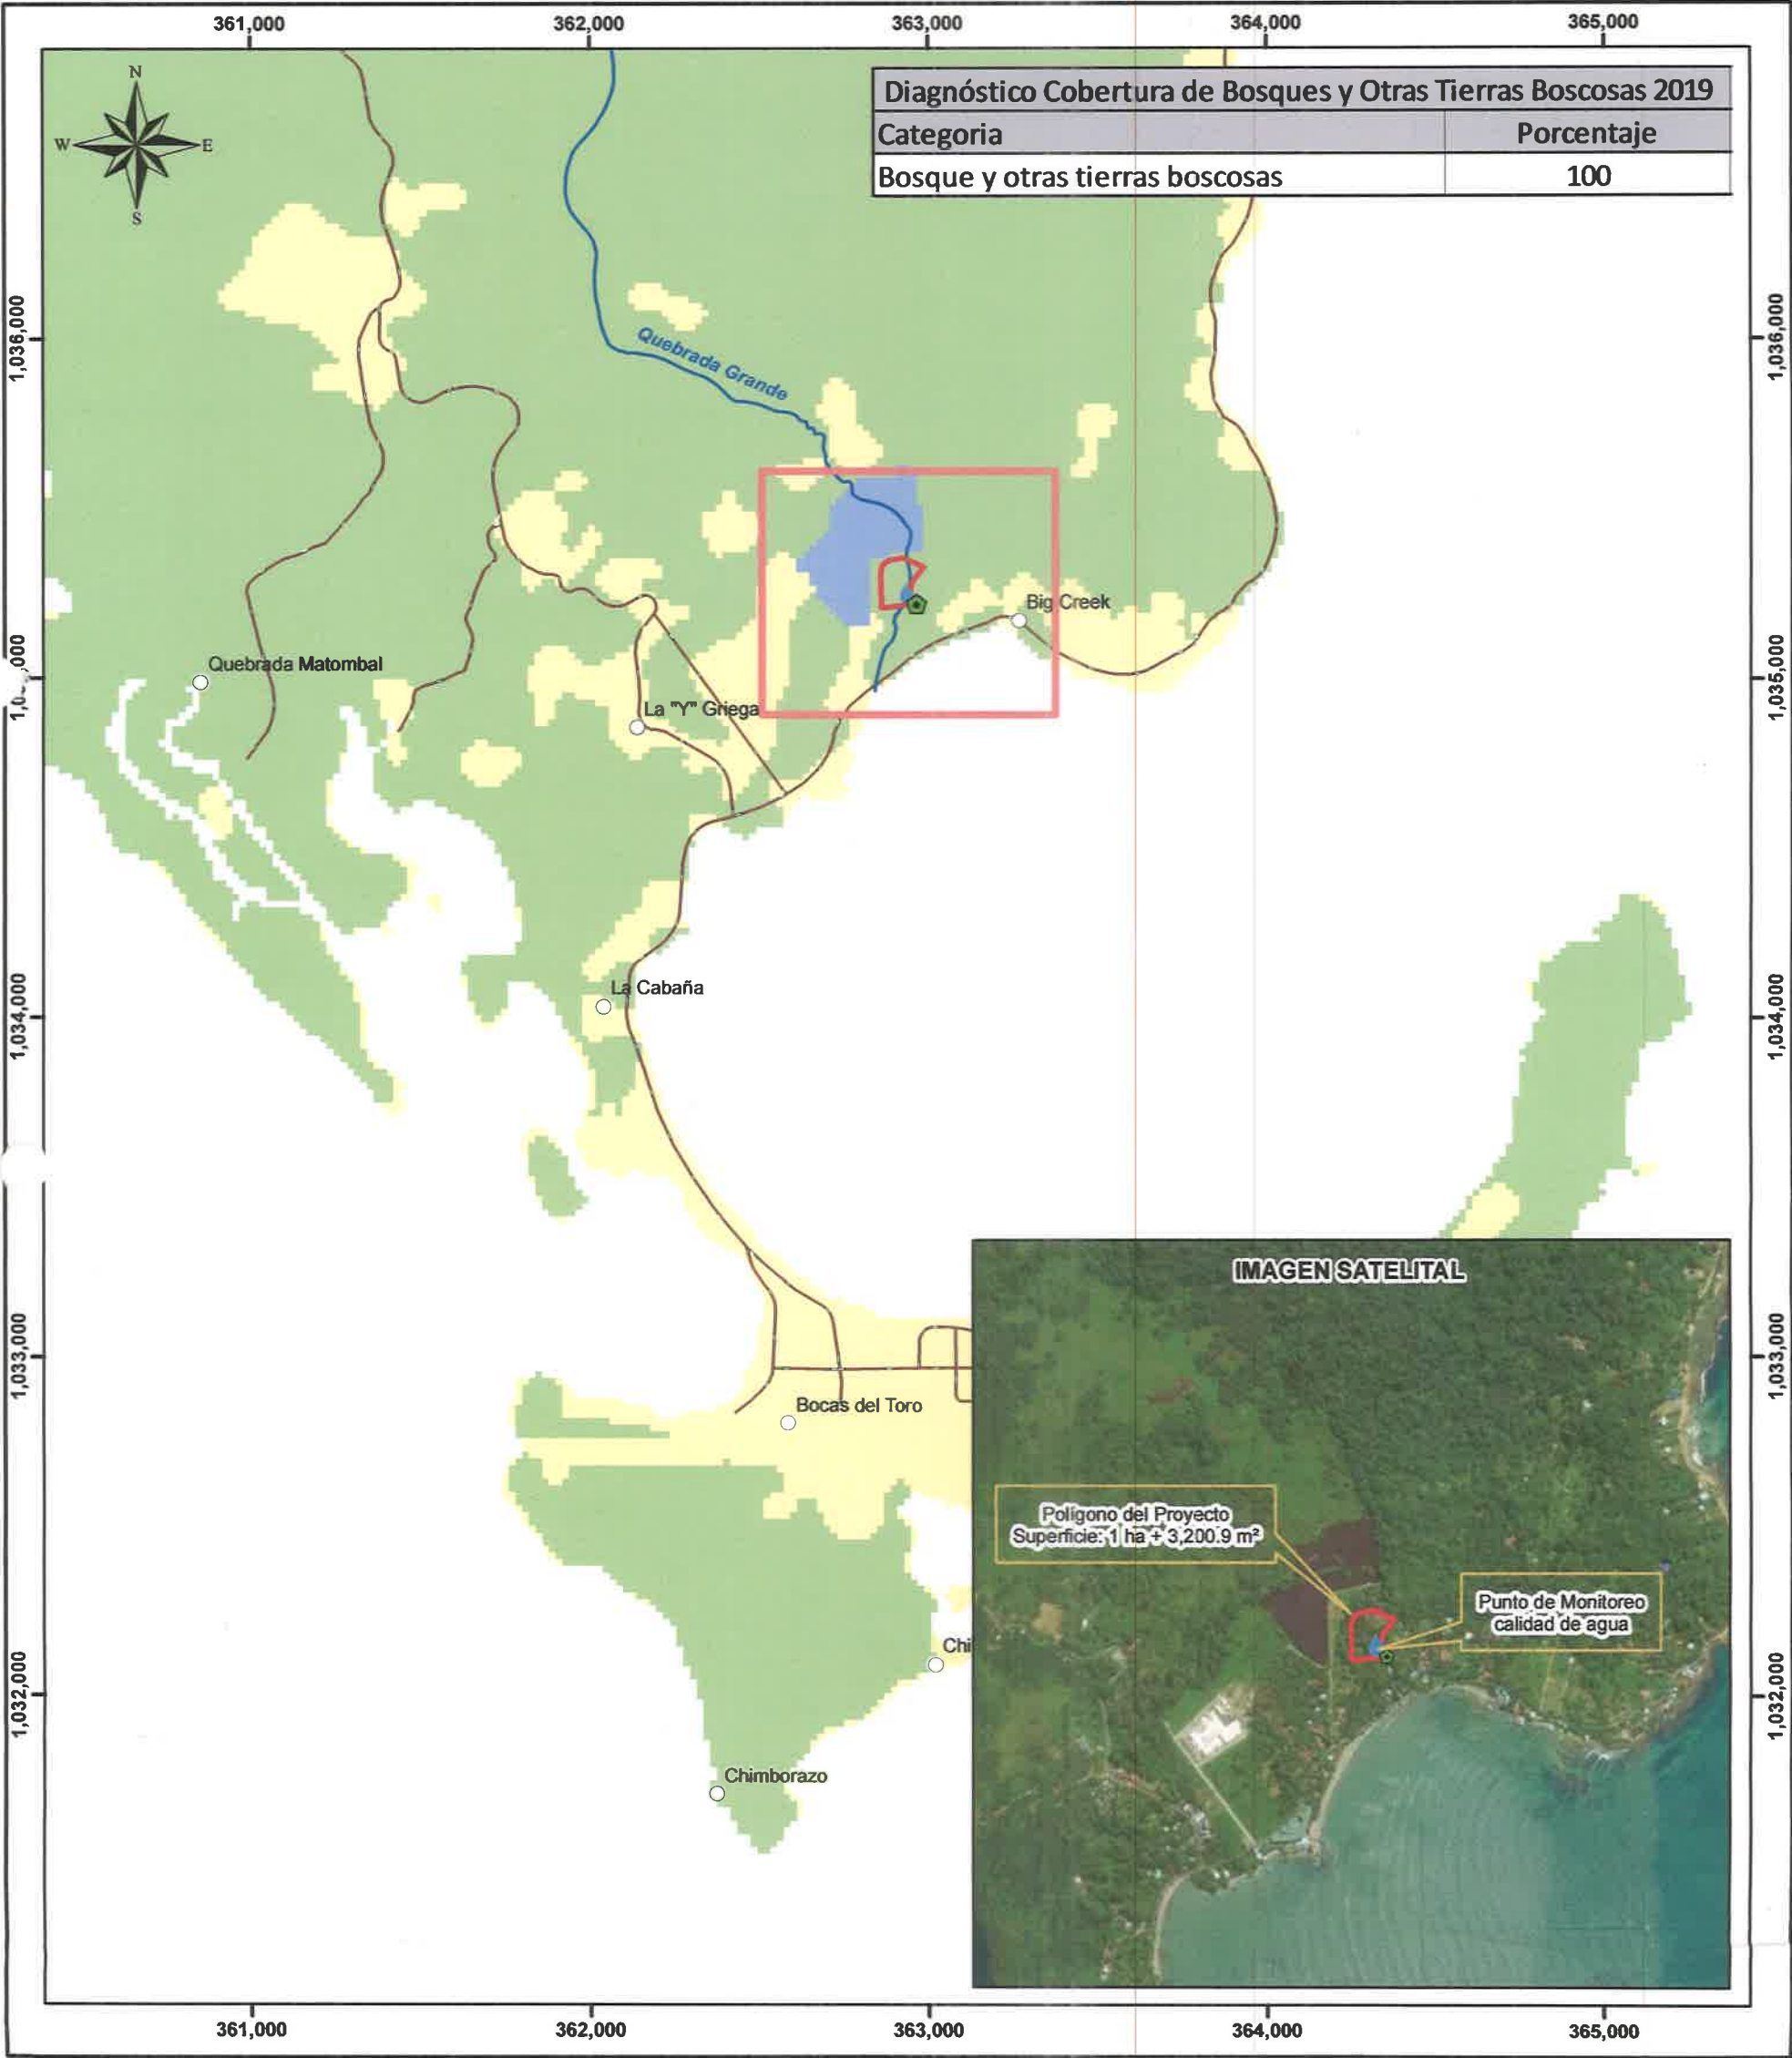 361,000
362,000
363,000
364,000
365,000
N
W
E
S
Diagnóstico Cobertura de Bosques y Otras Tierras Boscosas 2019
Categoria
Porcentaje
Bosque y otras tierras boscosas
100
1,036,000
1,036,000
Quebrada Grande
Big Creek
Quebrada Matombal
1,035,000
La "Y" Griega
La Cabaña
1,034,000
1,034,000
IMAGEN SATELITAL
1,033,000
1,033,000
Bocas del Toro
Polígono del Proyecto
Superficie: 1 ha + 3,200.9 m²
Punto de Monitoreo
calidad de agua
Chi
1,032,000
1,032,000
Chimborazo
361,000
362,000
363,000
364,000
365,000